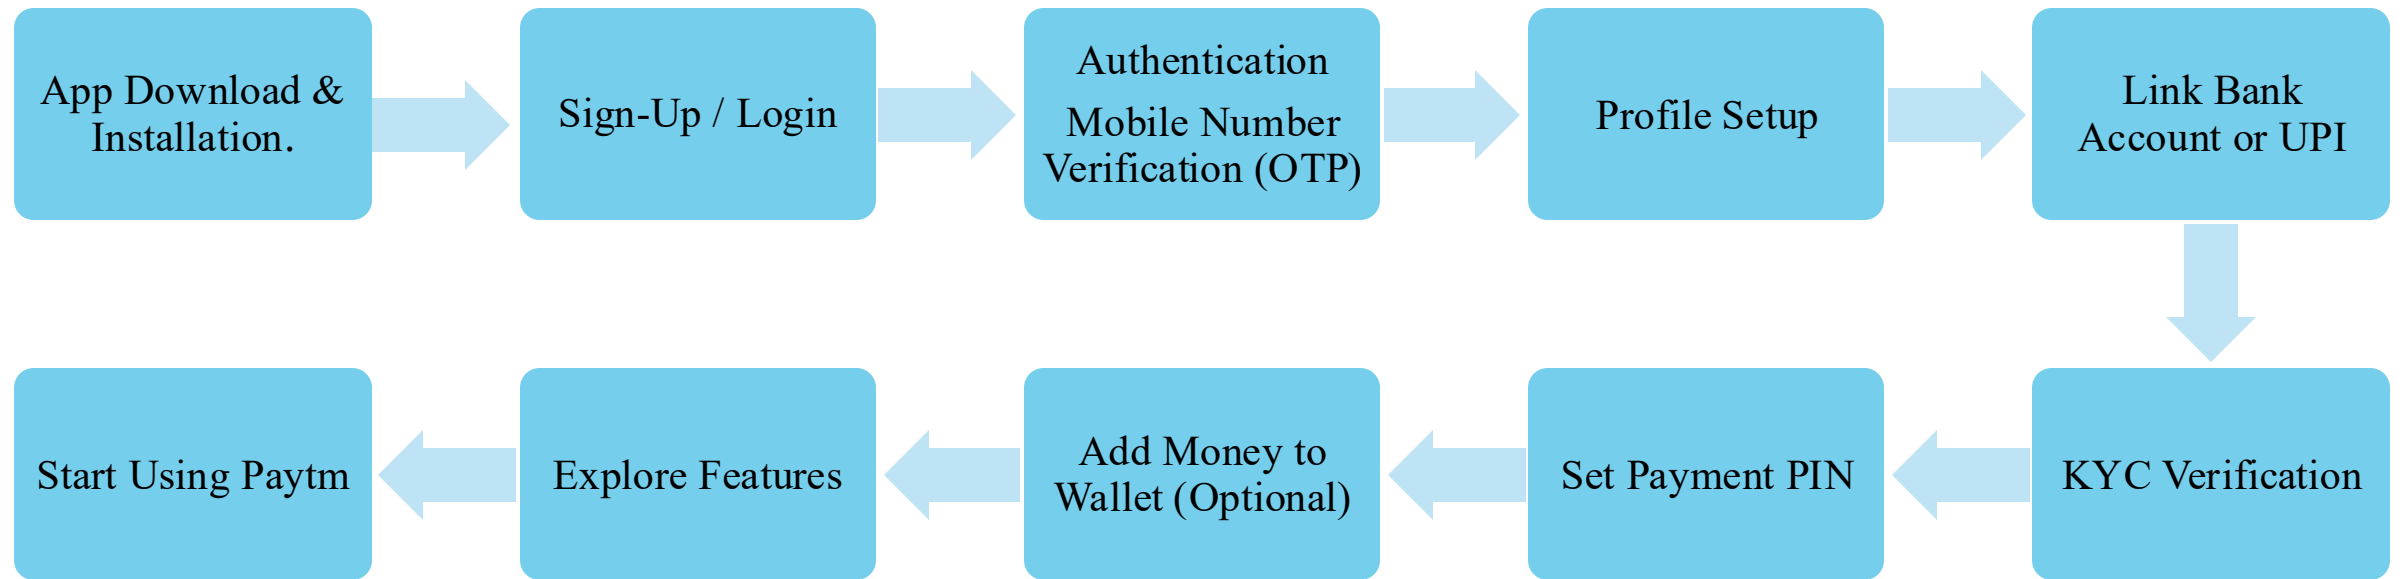 App Download &
Installation.
Sign-Up / Login
Authentication
Mobile Number
Verification (OTP)
Profile Setup
Link Bank
Account or UPI
KYC Verification
Set Payment PIN
Add Money to
Wallet (Optional)
Explore Features
Start Using Paytm